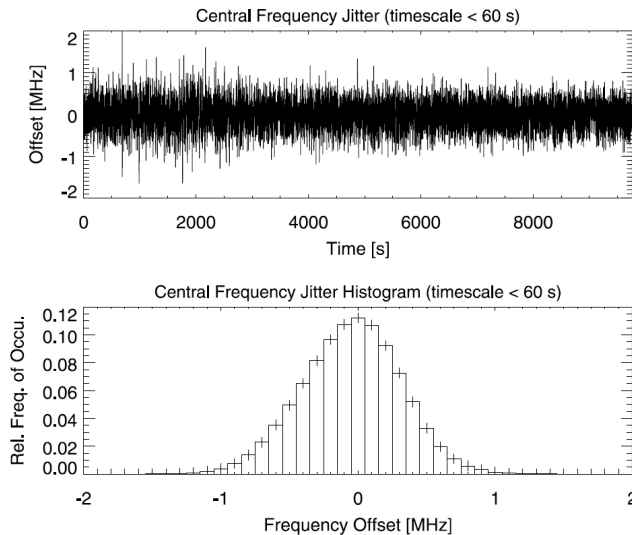 Central Frequency Jitter (timescale < 60 s)
2
1
0
-1
-2
Offset [MHz]
0 2000 4000 6000 8000
Time [s]
Central Frequency Jitter Histogram (timescale < 60 s)
0.12
0.10
0.08
0.06
0.04
0.02
0.00
Rel. Freq. of Occu.
-2 -1 0 1 2
Frequency Offset [MHz]